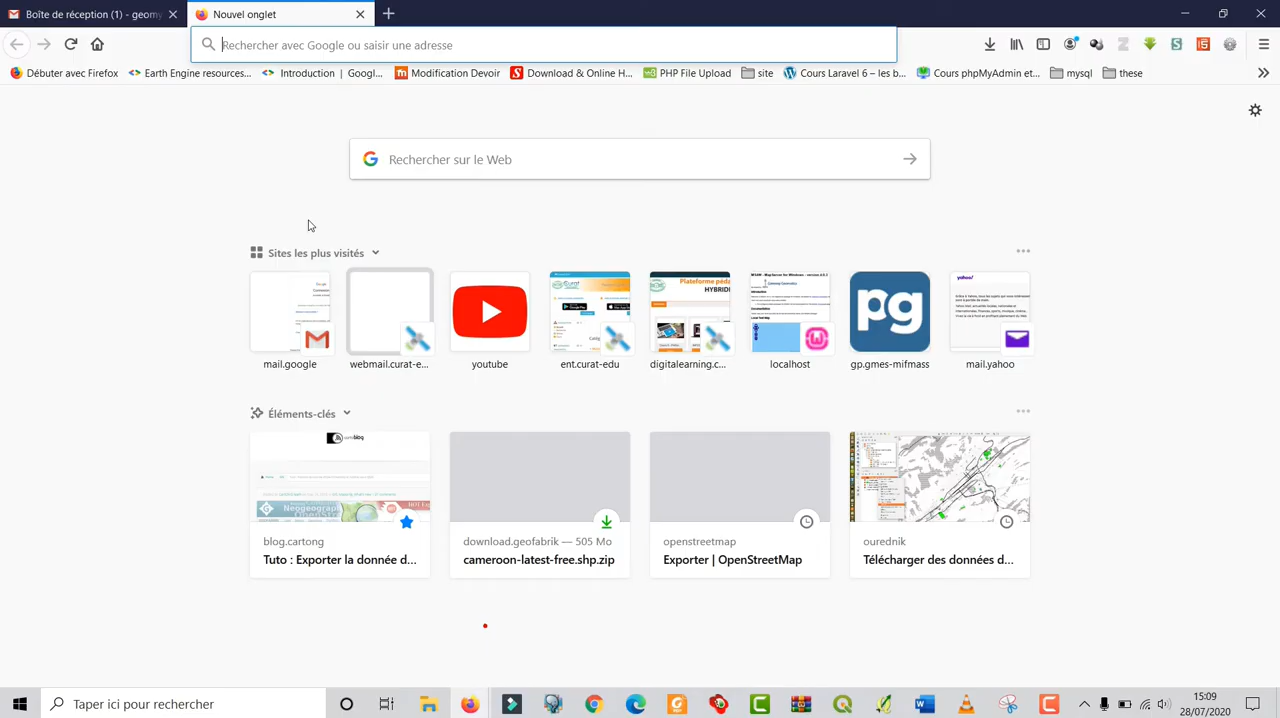 Boîte de réception (1) - geomy
Nouvel onglet
Rechercher avec Google ou saisir une adresse
Débuter avec Firefox
Earth Engine resources...
Introduction | Googl...
Modification Devoir
Download & Online H...
PHP File Upload
site
Cours Laravel 6 – les b...
Cours phpMyAdmin et...
mysql
these
Rechercher sur le Web
Sites les plus visités
mail.google
webmail.curat-e...
youtube
ent.curat-edu
digitalearning.c...
localhost
gp.gmes-mifmass
mail.yahoo
Éléments-clés
blog.cartong
Tuto : Exporter la donnée d...
download.geofabrik — 505 Mo
cameroon-latest-free.shp.zip
openstreetmap
Exporter | OpenStreetMap
ourednik
Télécharger des données d...
Taper ici pour rechercher
15:09
28/07/2020